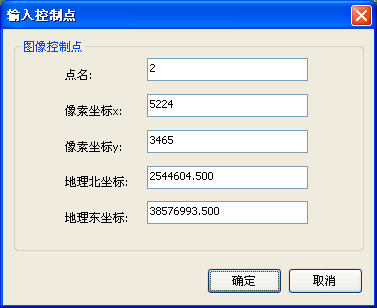 输入控制点
图像控制点
点名: 2
像素坐标x: 5224
像素坐标y: 3465
地理北坐标: 2544604.500
地理东坐标: 38576993.500
确定 取消